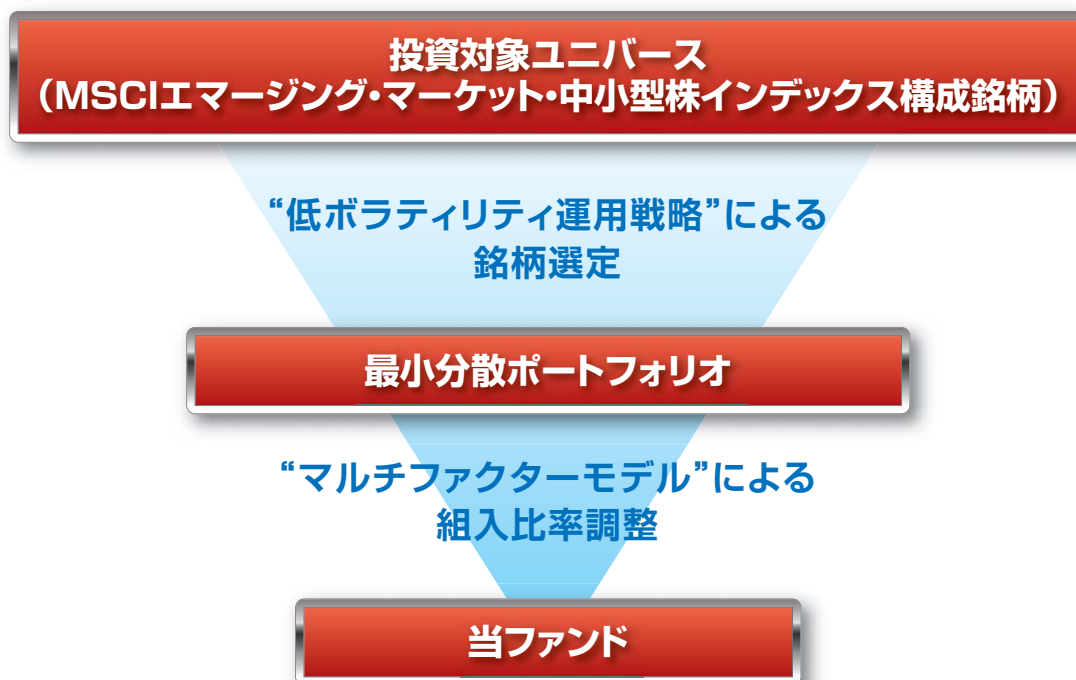 投資対象ユニバース
（MSCIエマージング・マーケット・中小型株インデックス構成銘柄）
“低ボラティリティ運用戦略”による
銘柄選定
最小分散ポートフォリオ
“マルチファクターモデル”による
組入比率調整
当ファンド